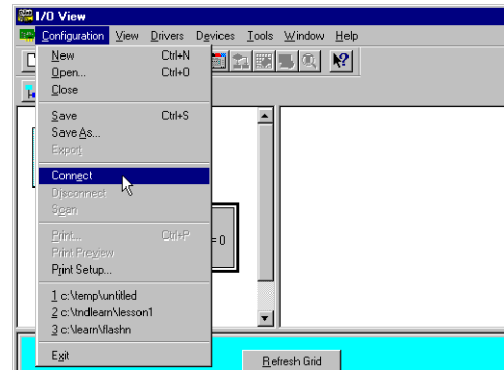 I/O View
Configuration View Drivers Devices Tools Window Help
New Ctrl+N
Open... Ctrl+O
Close
Save Ctrl+S
Save As...
Export
Connect
Disconnect
Scan
Print... Ctrl+P
Print Preview
Print Setup...
1 c:\temp\untitled
2 c:\tndlearn\lesson1
3 c:\learn\flashn
Exit
= 0
Refresh Grid